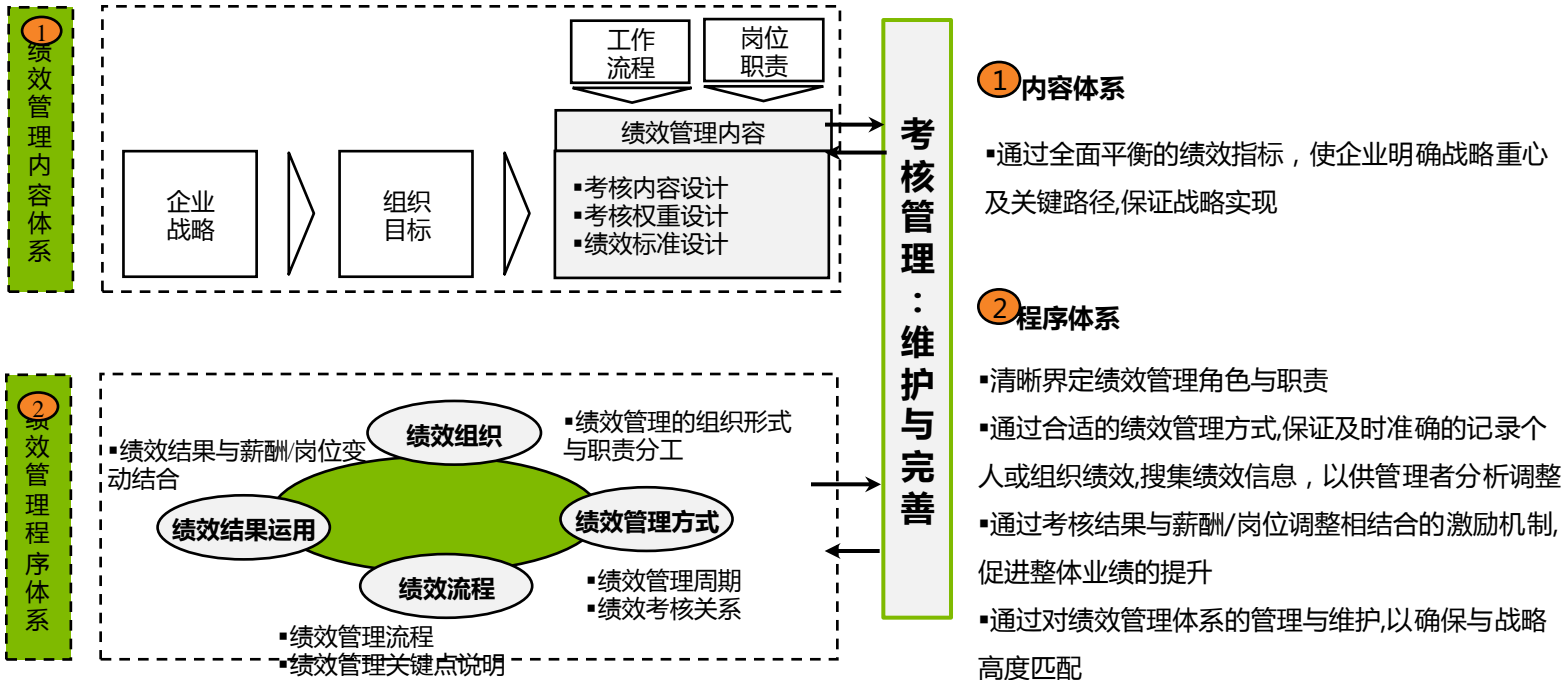 1
绩效管理内容体系
工作
流程
岗位
职责
绩效管理内容
企业
战略
组织
目标
▪考核内容设计
▪考核权重设计
▪绩效标准设计
2
绩效管理程序体系
绩效组织
▪绩效管理的组织形式
与职责分工
▪绩效结果与薪酬/岗位变
动结合
绩效结果运用
绩效管理方式
绩效流程
▪绩效管理周期
▪绩效考核关系
▪绩效管理流程
▪绩效管理关键点说明
考核管理：维护与完善
1
内容体系
▪通过全面平衡的绩效指标，使企业明确战略重心
及关键路径,保证战略实现
2
程序体系
▪清晰界定绩效管理角色与职责
▪通过合适的绩效管理方式,保证及时准确的记录个
人或组织绩效,搜集绩效信息，以供管理者分析调整
▪通过考核结果与薪酬/岗位调整相结合的激励机制,
促进整体业绩的提升
▪通过对绩效管理体系的管理与维护,以确保与战略
高度匹配